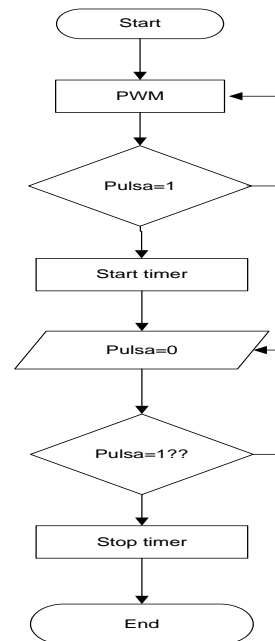 Start
PWM
Pulsa=1
Start timer
Pulsa=0
Pulsa=1??
Stop timer
End